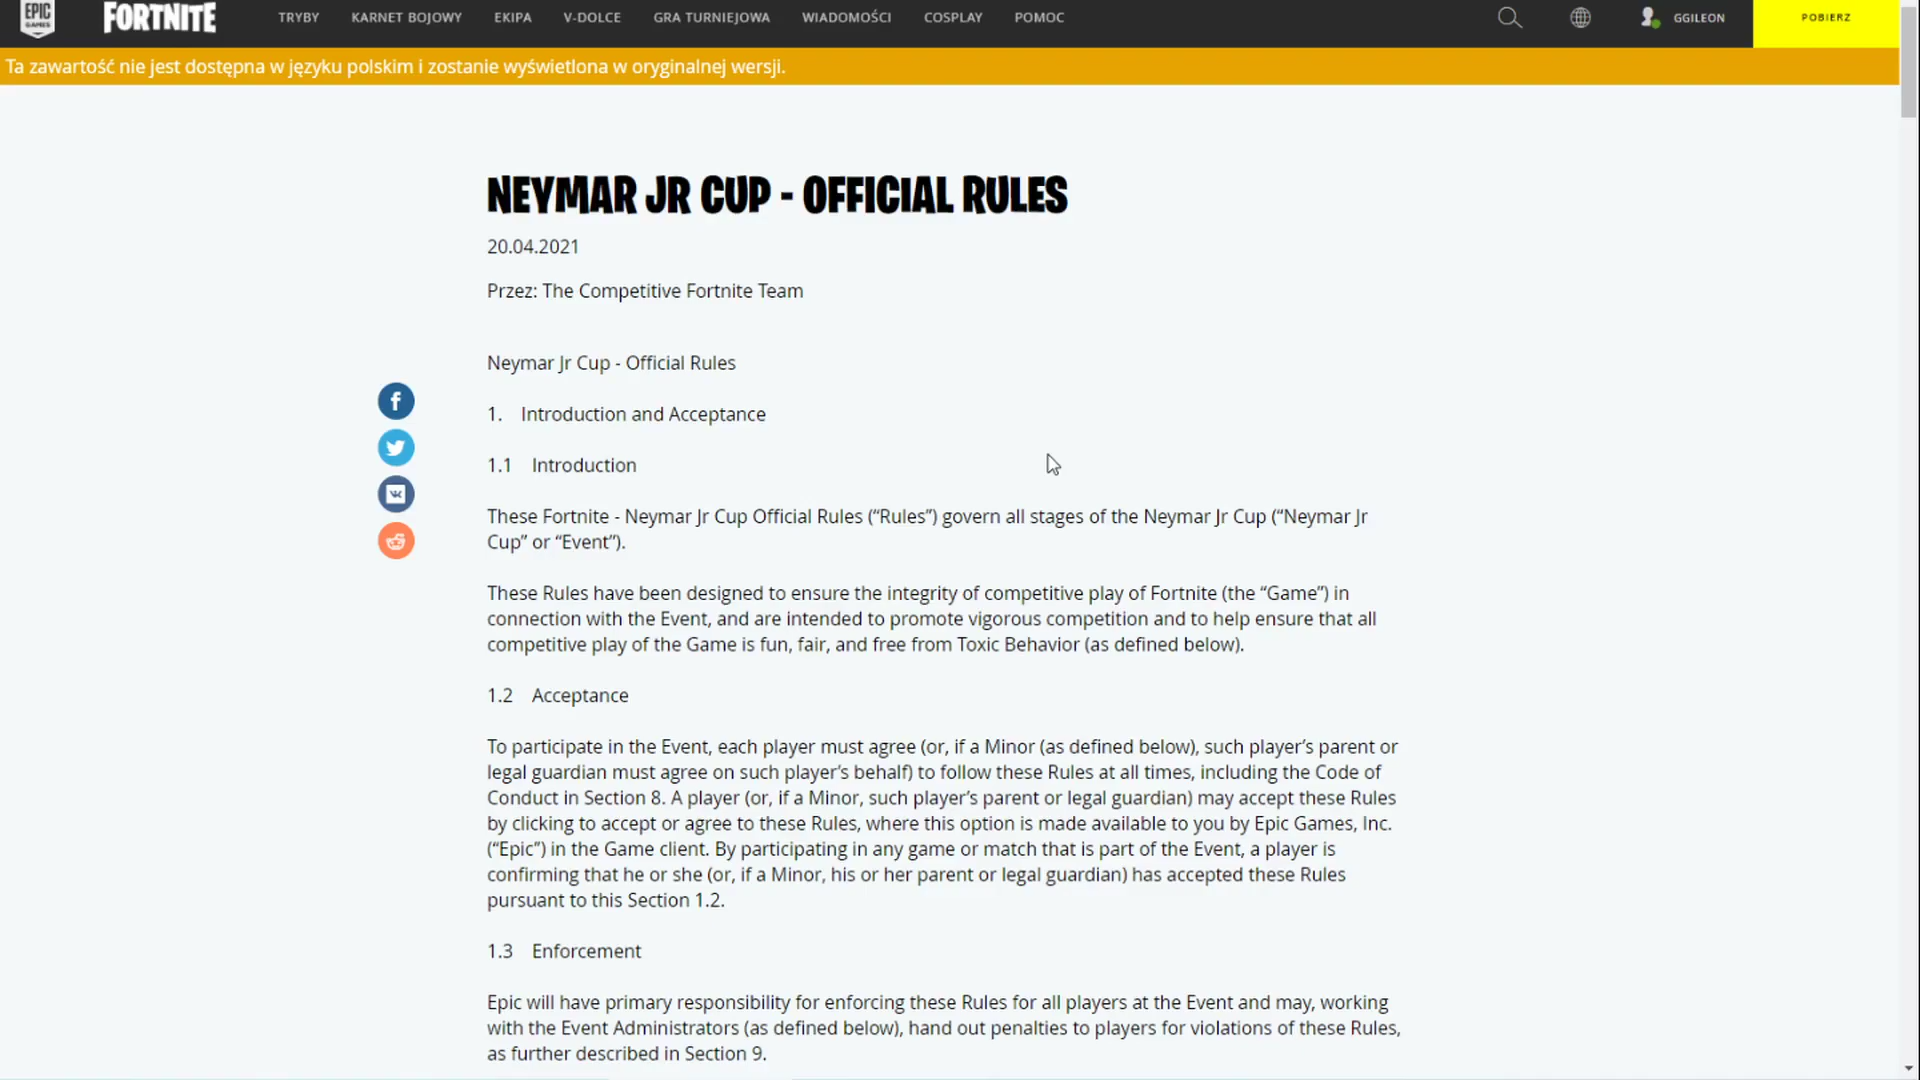 EPIC GAMES
FORTNITE
TRYBY
KARNET BOJOWY
EKIPA
V-DOLCE
GRA TURNIEJOWA
WIADOMOŚCI
COSPLAY
POMOC
GGILEON
POBIERZ
Ta zawartość nie jest dostępna w języku polskim i zostanie wyświetlona w oryginalnej wersji.
NEYMAR JR CUP - OFFICIAL RULES
20.04.2021
Przez: The Competitive Fortnite Team
Neymar Jr Cup - Official Rules
1. Introduction and Acceptance
1.1 Introduction
These Fortnite - Neymar Jr Cup Official Rules (“Rules”) govern all stages of the Neymar Jr Cup (“Neymar Jr
Cup” or “Event”).
These Rules have been designed to ensure the integrity of competitive play of Fortnite (the “Game”) in
connection with the Event, and are intended to promote vigorous competition and to help ensure that all
competitive play of the Game is fun, fair, and free from Toxic Behavior (as defined below).
1.2 Acceptance
To participate in the Event, each player must agree (or, if a Minor (as defined below), such player’s parent or
legal guardian must agree on such player’s behalf) to follow these Rules at all times, including the Code of
Conduct in Section 8. A player (or, if a Minor, such player’s parent or legal guardian) may accept these Rules
by clicking to accept or agree to these Rules, where this option is made available to you by Epic Games, Inc.
(“Epic”) in the Game client. By participating in any game or match that is part of the Event, a player is
confirming that he or she (or, if a Minor, his or her parent or legal guardian) has accepted these Rules
pursuant to this Section 1.2.
1.3 Enforcement
Epic will have primary responsibility for enforcing these Rules for all players at the Event and may, working
with the Event Administrators (as defined below), hand out penalties to players for violations of these Rules,
as further described in Section 9.